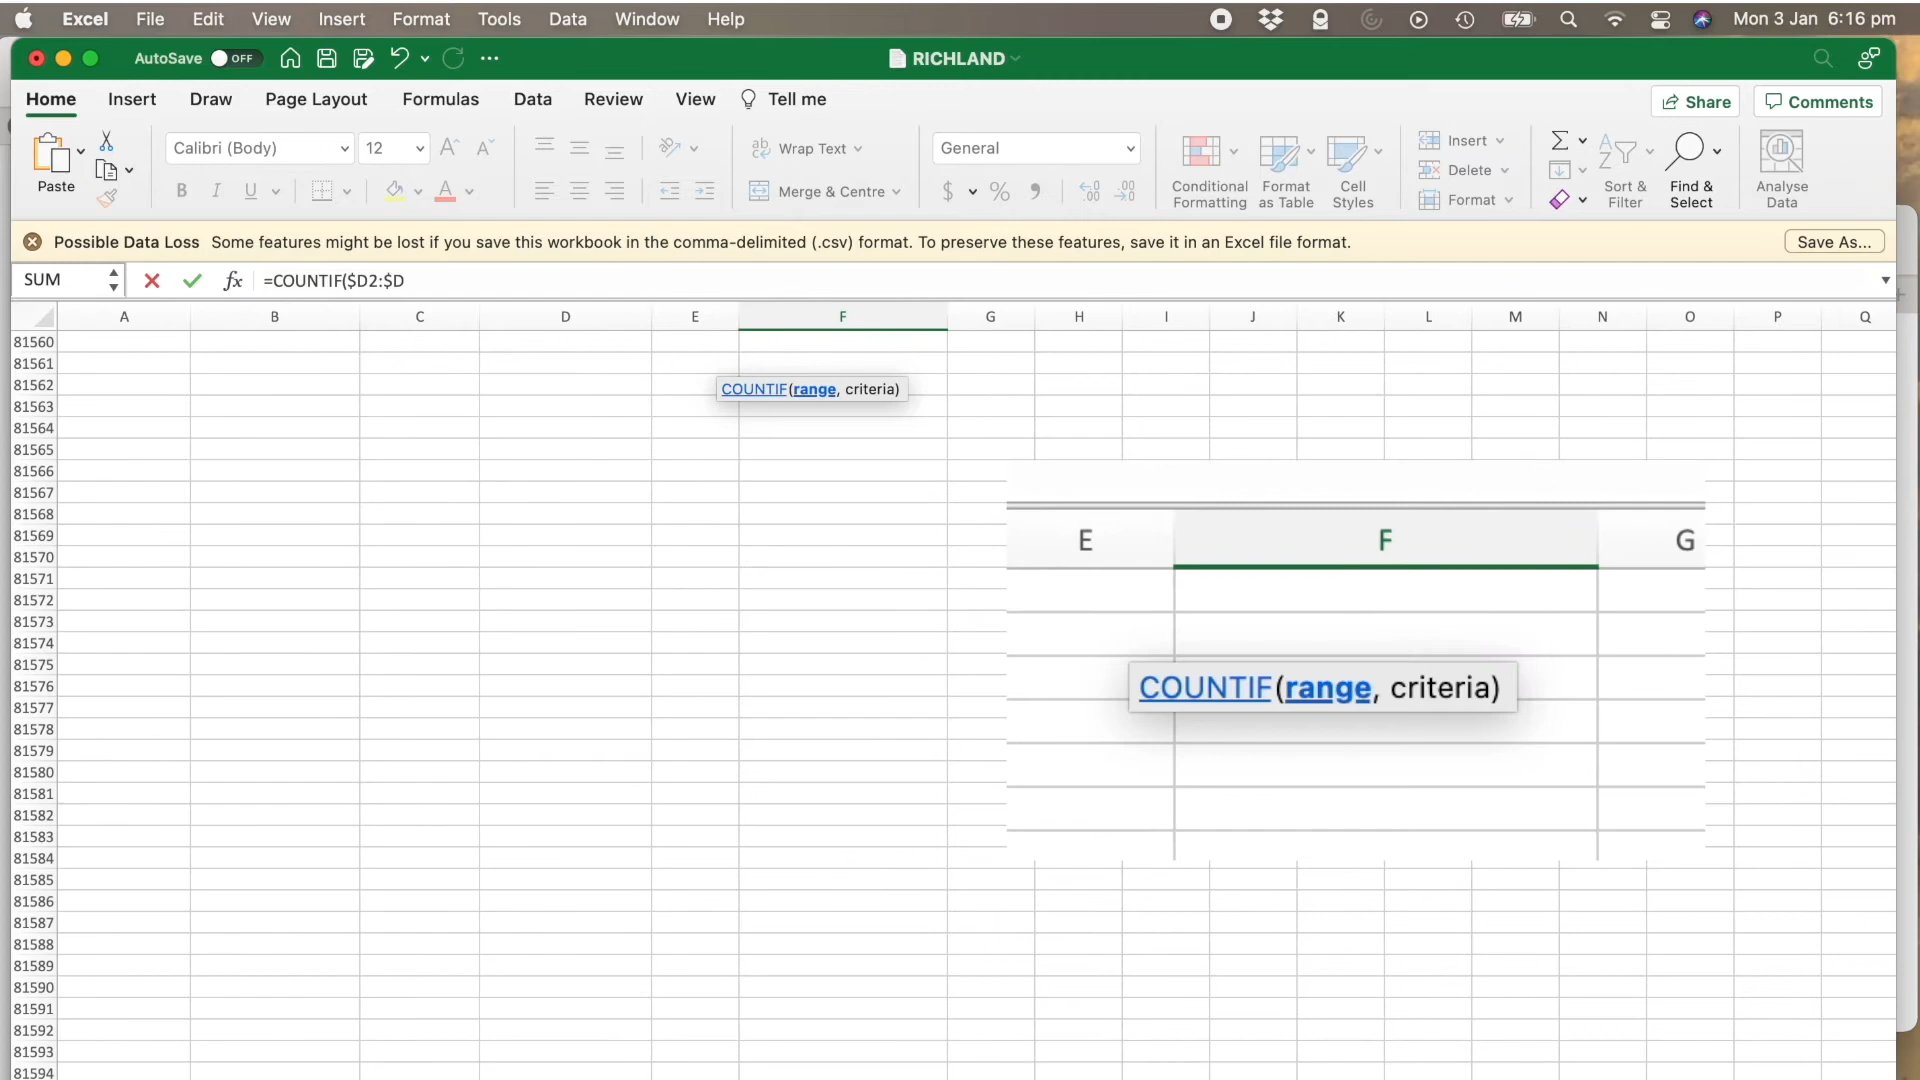 Excel File Edit View Insert Format Tools Data Window Help Mon 3 Jan 6:16 pm
AutoSave OFF RICHLAND
Home Insert Draw Page Layout Formulas Data Review View Tell me Share Comments
Paste Calibri (Body) 12 Wrap Text General Conditional Formatting Format as Table Cell Styles Insert Sort & Filter Find & Select Analyse Data
B I U A Merge & Centre $ % Delete
Format
Possible Data Loss Some features might be lost if you save this workbook in the comma-delimited (.csv) format. To preserve these features, save it in an Excel file format. Save As...
SUM fx =COUNTIF($D2:$D
A B C D E F G H I J K L M N O P Q
81560
81561
81562 COUNTIF(range, criteria)
81563
81564
81565
81566
81567
81568
81569 E F G
81570
81571
81572
81573
81574
81575
81576 COUNTIF(range, criteria)
81577
81578
81579
81580
81581
81582
81583
81584
81585
81586
81587
81588
81589
81590
81591
81592
81593
81594